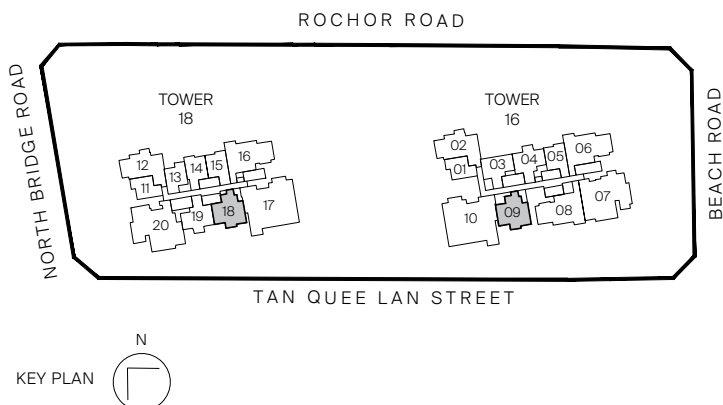 ROCHOR ROAD
NORTH BRIDGE ROAD
TOWER
18
12
11
13
14
15
16
20
19
18
17
TOWER
16
02
01
03
04
05
06
10
09
08
07
BEACH ROAD
TAN QUEE LAN STREET
KEY PLAN
N